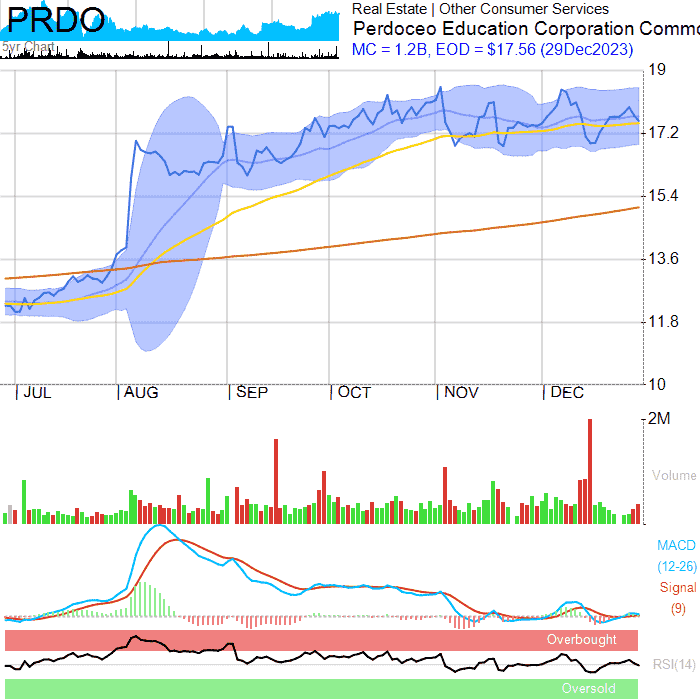 PRDO
5yr Chart
Real Estate | Other Consumer Services
Perdoceo Education Corporation Commo
MC = 1.2B, EOD = $17.56 (29Dec2023)
19
17.2
15.4
13.6
11.8
10
JUL AUG SEP OCT NOV DEC
2M
Volume
MACD
(12-26)
Signal
(9)
Overbought
RSI(14)
Oversold